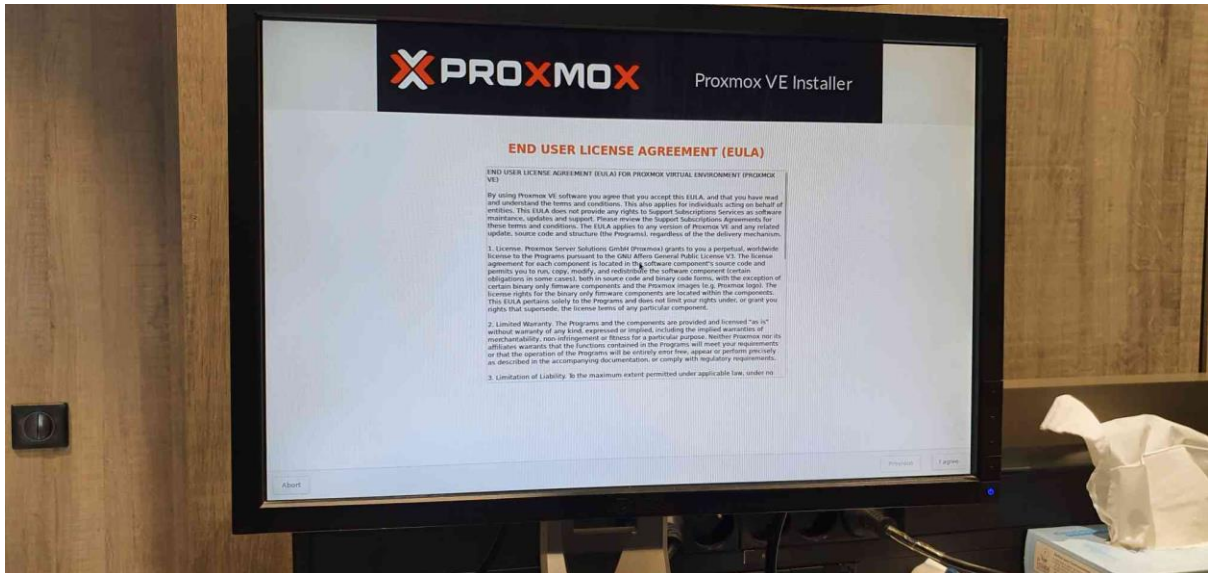 PROXMOX
Proxmox VE Installer
END USER LICENSE AGREEMENT (EULA)
END USER LICENSE AGREEMENT (EULA) FOR PROXMOX VIRTUAL ENVIRONMENT (PROXMOX
VE)
By using Proxmox VE software you agree that you accept this EULA, and that you have read
and understand the terms and conditions. This also applies for individuals acting on behalf of
entities. This EULA does not provide any rights to Support Subscriptions Services as software
maintance, updates and support. Please review the Support Subscriptions Agreements for
these terms and conditions. The EULA applies to any version of Proxmox VE and any related
update, source code and structure (the Programs), regardless of the the delivery mechanism.
1. License. Proxmox Server Solutions GmbH (Proxmox) grants to you a perpetual, worldwide
license to the Programs pursuant to the GNU Affero General Public License V3. The license
agreement for each component is located in the software component's source code and
permits you to run, copy, modify, and redistribute the software component (certain
obligations in some cases), both in source code and binary code forms, with the exception of
certain binary only firmware components and the Proxmox images (e.g. Proxmox logo). The
license rights for the binary only firmware components are located within the components.
This EULA pertains solely to the Programs and does not limit your rights under, or grant you
rights that supersede, the license terms of any particular component.
2. Limited Warranty. The Programs and the components are provided and licensed "as is"
without warranty of any kind, expressed or implied, including the implied warranties of
merchantability, non-infringement or fitness for a particular purpose. Neither Proxmox nor its
affiliates warrants that the functions contained in the Programs will meet your requirements
or that the operation of the Programs will be entirely error free, appear or perform precisely
as described in the accompanying documentation, or comply with regulatory requirements.
3. Limitation of Liability. To the maximum extent permitted under applicable law, under no
Abort
Previous
I agree